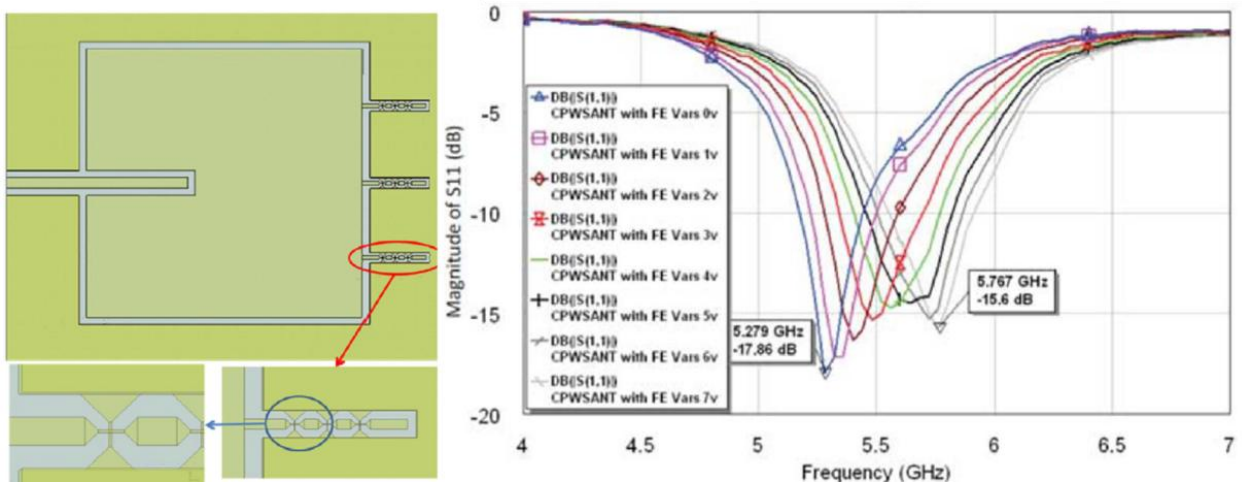 Magnitude of S11 (dB)
0
-5
-10
-15
-20
DB(|S(1,1)|)
CPWSANT with FE Vars 0v
DB(|S(1,1)|)
CPWSANT with FE Vars 1v
DB(|S(1,1)|)
CPWSANT with FE Vars 2v
DB(|S(1,1)|)
CPWSANT with FE Vars 3v
DB(|S(1,1)|)
CPWSANT with FE Vars 4v
DB(|S(1,1)|)
CPWSANT with FE Vars 5v
DB(|S(1,1)|)
CPWSANT with FE Vars 6v
DB(|S(1,1)|)
CPWSANT with FE Vars 7v
5.279 GHz
-17.86 dB
5.767 GHz
-15.6 dB
4
4.5
5
5.5
6
6.5
7
Frequency (GHz)